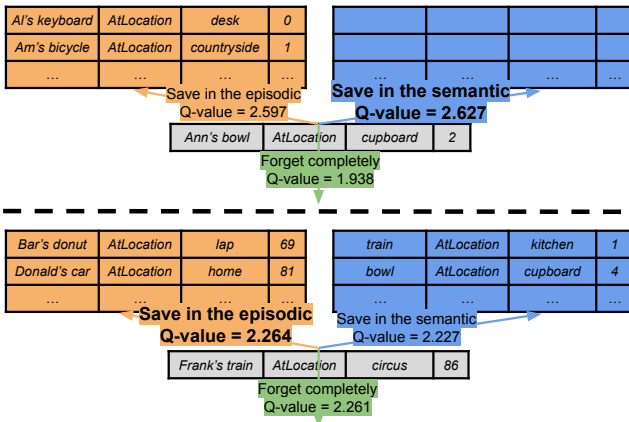 Al's keyboard AtLocation desk 0
Am's bicycle AtLocation countryside 1
... ... ... ...
... ... ... ...
Save in the episodic
Q-value = 2.597
Save in the semantic
Q-value = 2.627
Ann's bowl AtLocation cupboard 2
Forget completely
Q-value = 1.938
Bar's donut AtLocation lap 69
Donald's car AtLocation home 81
... ... ... ...
train AtLocation kitchen 1
bowl AtLocation cupboard 4
... ... ... ...
Save in the episodic
Q-value = 2.264
Save in the semantic
Q-value = 2.227
Frank's train AtLocation circus 86
Forget completely
Q-value = 2.261